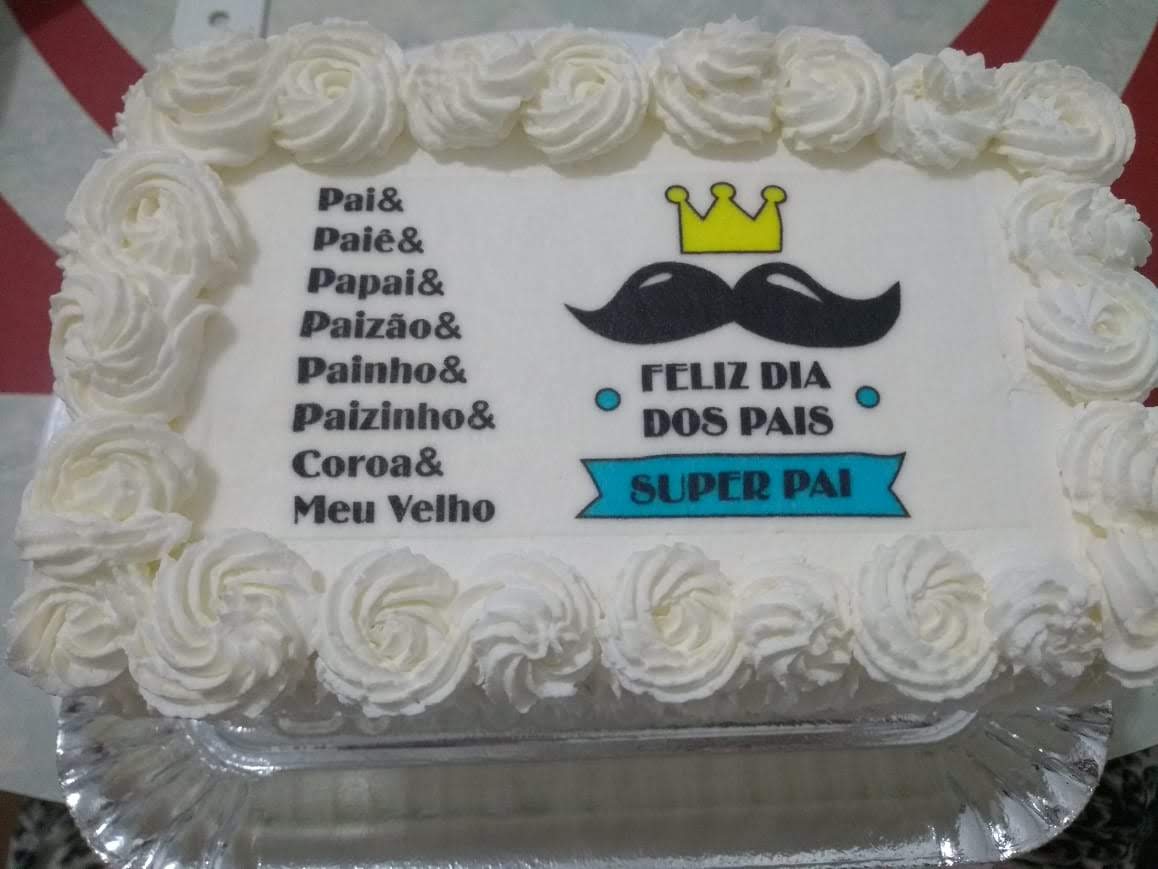 Pai&
Paiê&
Papai&
Paizão&
Painho&
Paizinho&
Coroa&
Meu Velho
FELIZ DIA
DOS PAIS
SUPER PAI